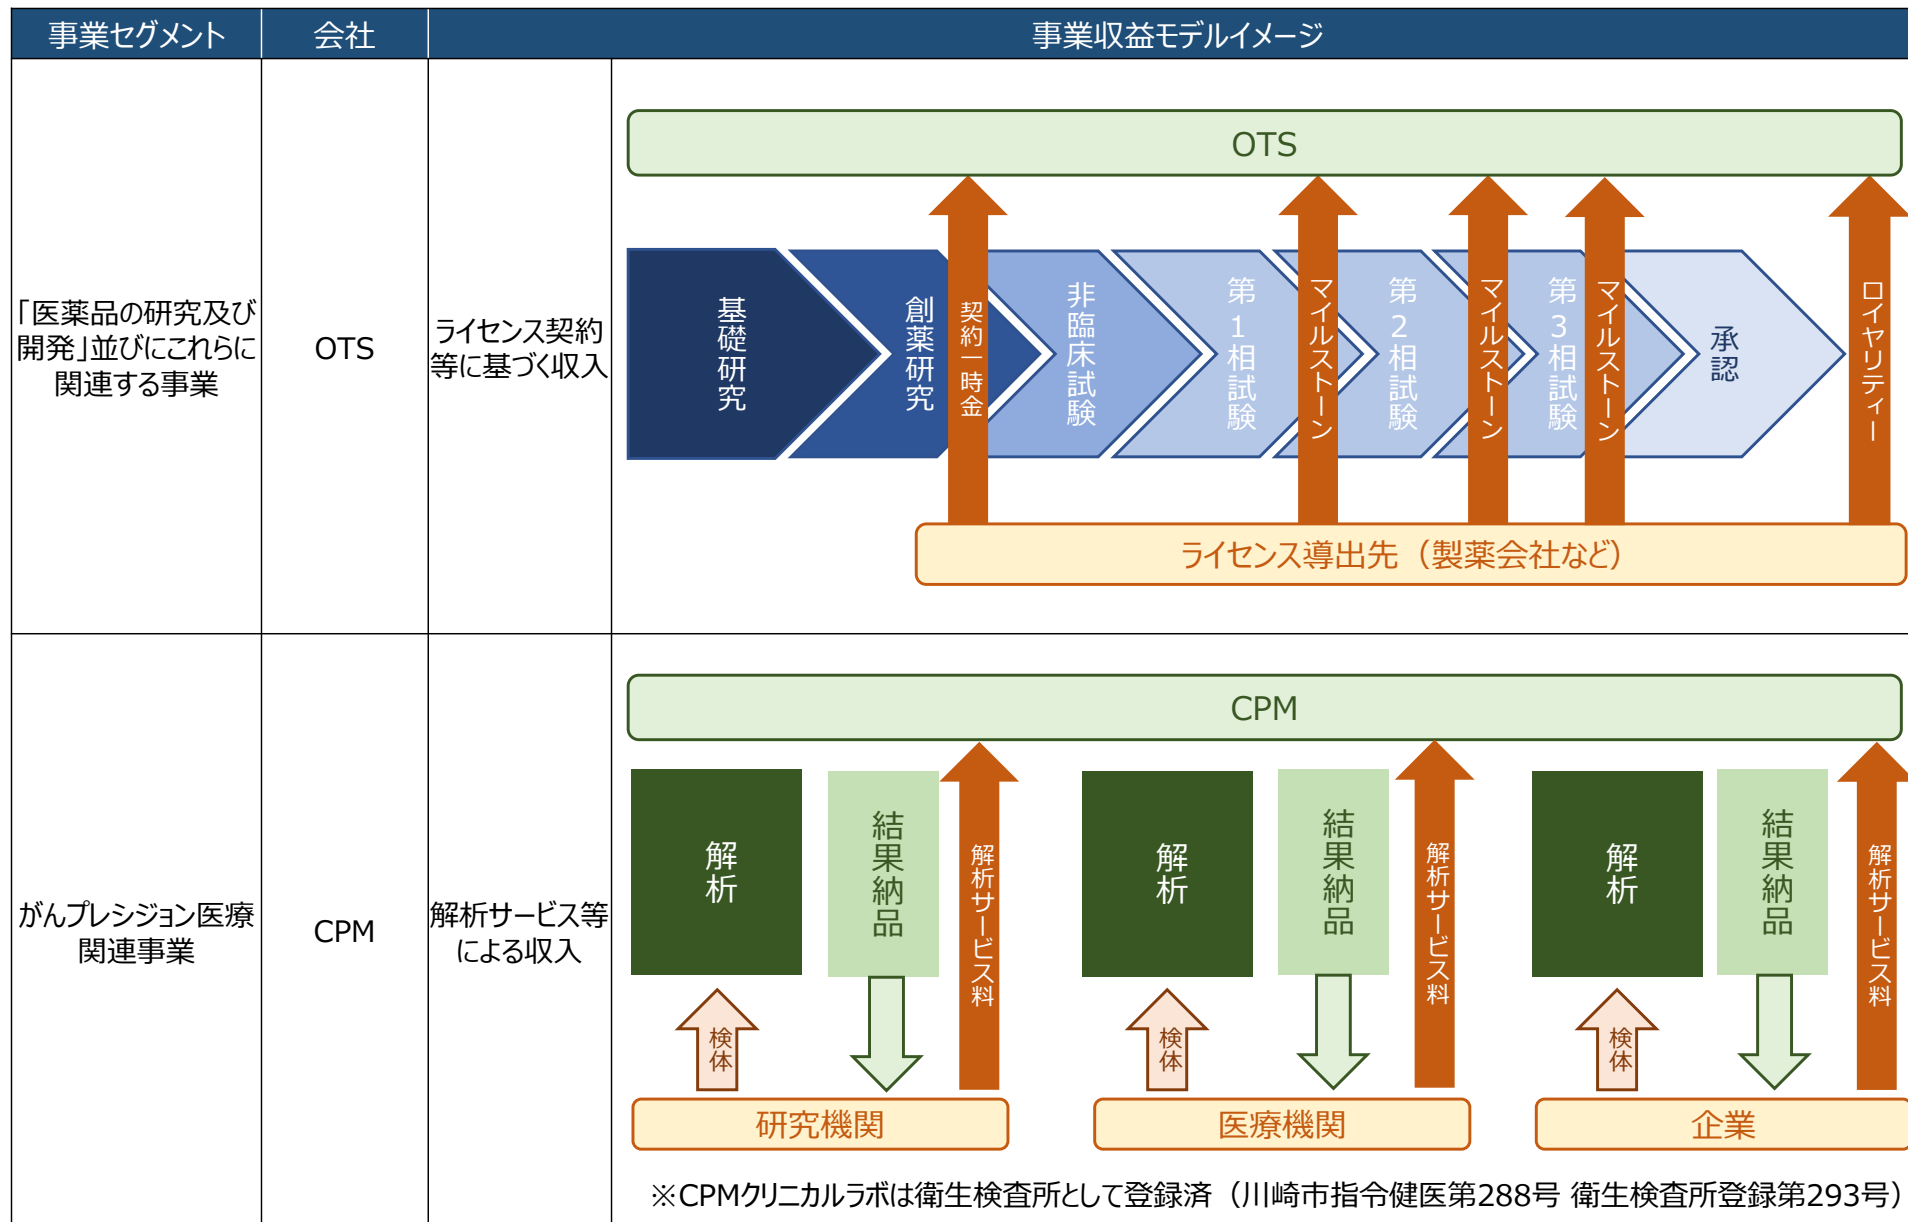 事業セグメント
会社
事業収益モデルイメージ
「医薬品の研究及び
開発」並びにこれらに
関連する事業
OTS
ライセンス契約
等に基づく収入
OTS
基礎研究
創薬研究
契約一時金
非臨床試験
第1相試験
マイルストーン
第2相試験
マイルストーン
第3相試験
マイルストーン
承認
ロイヤリティー
ライセンス導出先（製薬会社など）
がんプレシジョン医療
関連事業
CPM
解析サービス等
による収入
CPM
解析
結果納品
解析サービス料
検体
研究機関
解析
結果納品
解析サービス料
検体
医療機関
解析
結果納品
解析サービス料
検体
企業
※CPMクリニカルラボは衛生検査所として登録済（川崎市指令健医第288号 衛生検査所登録第293号）